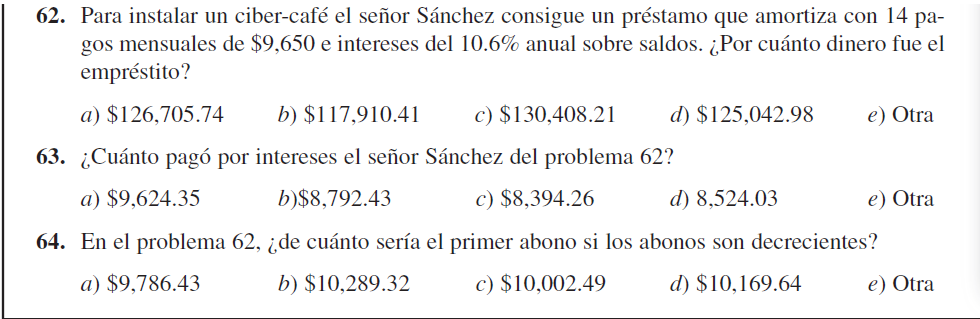 62. Para instalar un ciber-café el señor Sánchez consigue un préstamo que amortiza con 14 pa-
gos mensuales de $9,650 e intereses del 10.6% anual sobre saldos. ¿Por cuánto dinero fue el
empréstito?
a) $126,705.74 b) $117,910.41 c) $130,408.21 d) $125,042.98 e) Otra
63. ¿Cuánto pagó por intereses el señor Sánchez del problema 62?
a) $9,624.35 b)$8,792.43 c) $8,394.26 d) 8,524.03 e) Otra
64. En el problema 62, ¿de cuánto sería el primer abono si los abonos son decrecientes?
a) $9,786.43 b) $10,289.32 c) $10,002.49 d) $10,169.64 e) Otra